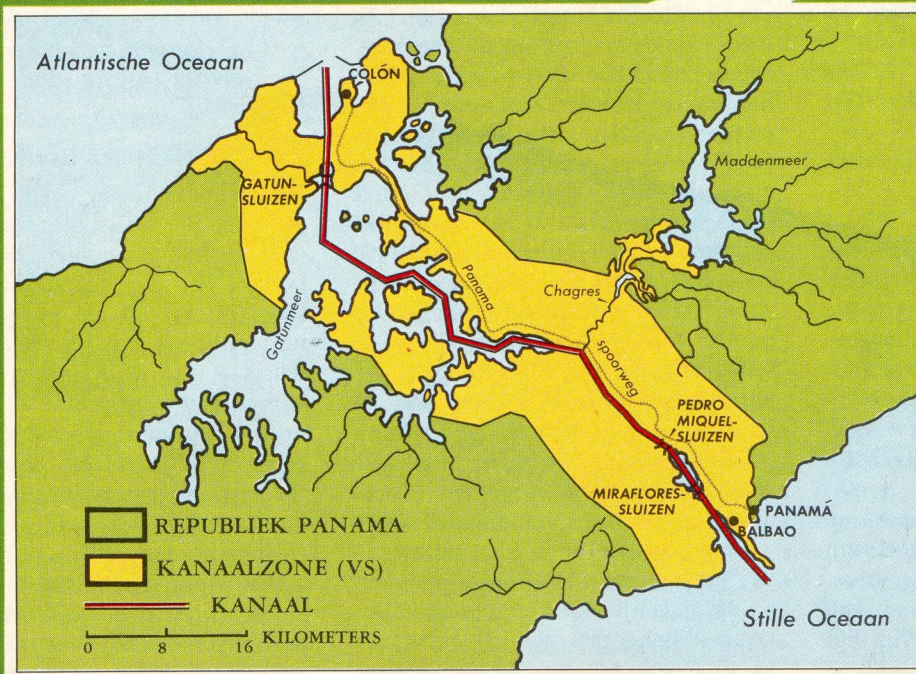 Atlantische Oceaan
COLÓN
Maddenmeer
GATUN-
SLUIZEN
Panama
Chagres
Gatunmeer
spoorweg
PEDRO
MIQUEL-
SLUIZEN
MIRAFLORES-
SLUIZEN
PANAMÁ
BALBAO
REPUBLIEK PANAMA
KANAALZONE (VS)
KANAAL
KILOMETERS
0 8 16
Stille Oceaan